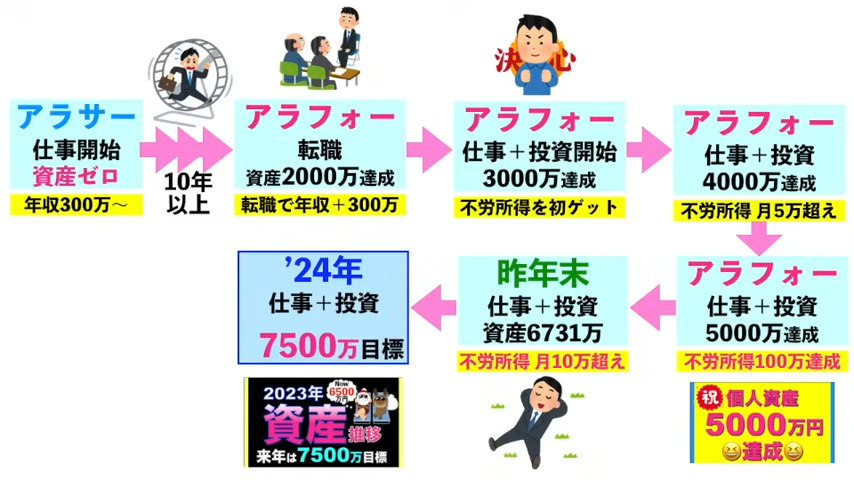 アラサー
仕事開始
資産ゼロ
年収300万~
10年
以上
アラフォー
転職
資産2000万達成
転職で年収+300万
決心
アラフォー
仕事+投資開始
3000万達成
不労所得を初ゲット
アラフォー
仕事+投資
4000万達成
不労所得 月5万超え
アラフォー
仕事+投資
5000万達成
不労所得100万達成
祝 個人資産
5000万円
達成
昨年末
仕事+投資
資産6731万
不労所得 月10万超え
’24年
仕事+投資
7500万目標
2023年
Now
6500
資産推移
来年は7500万目標